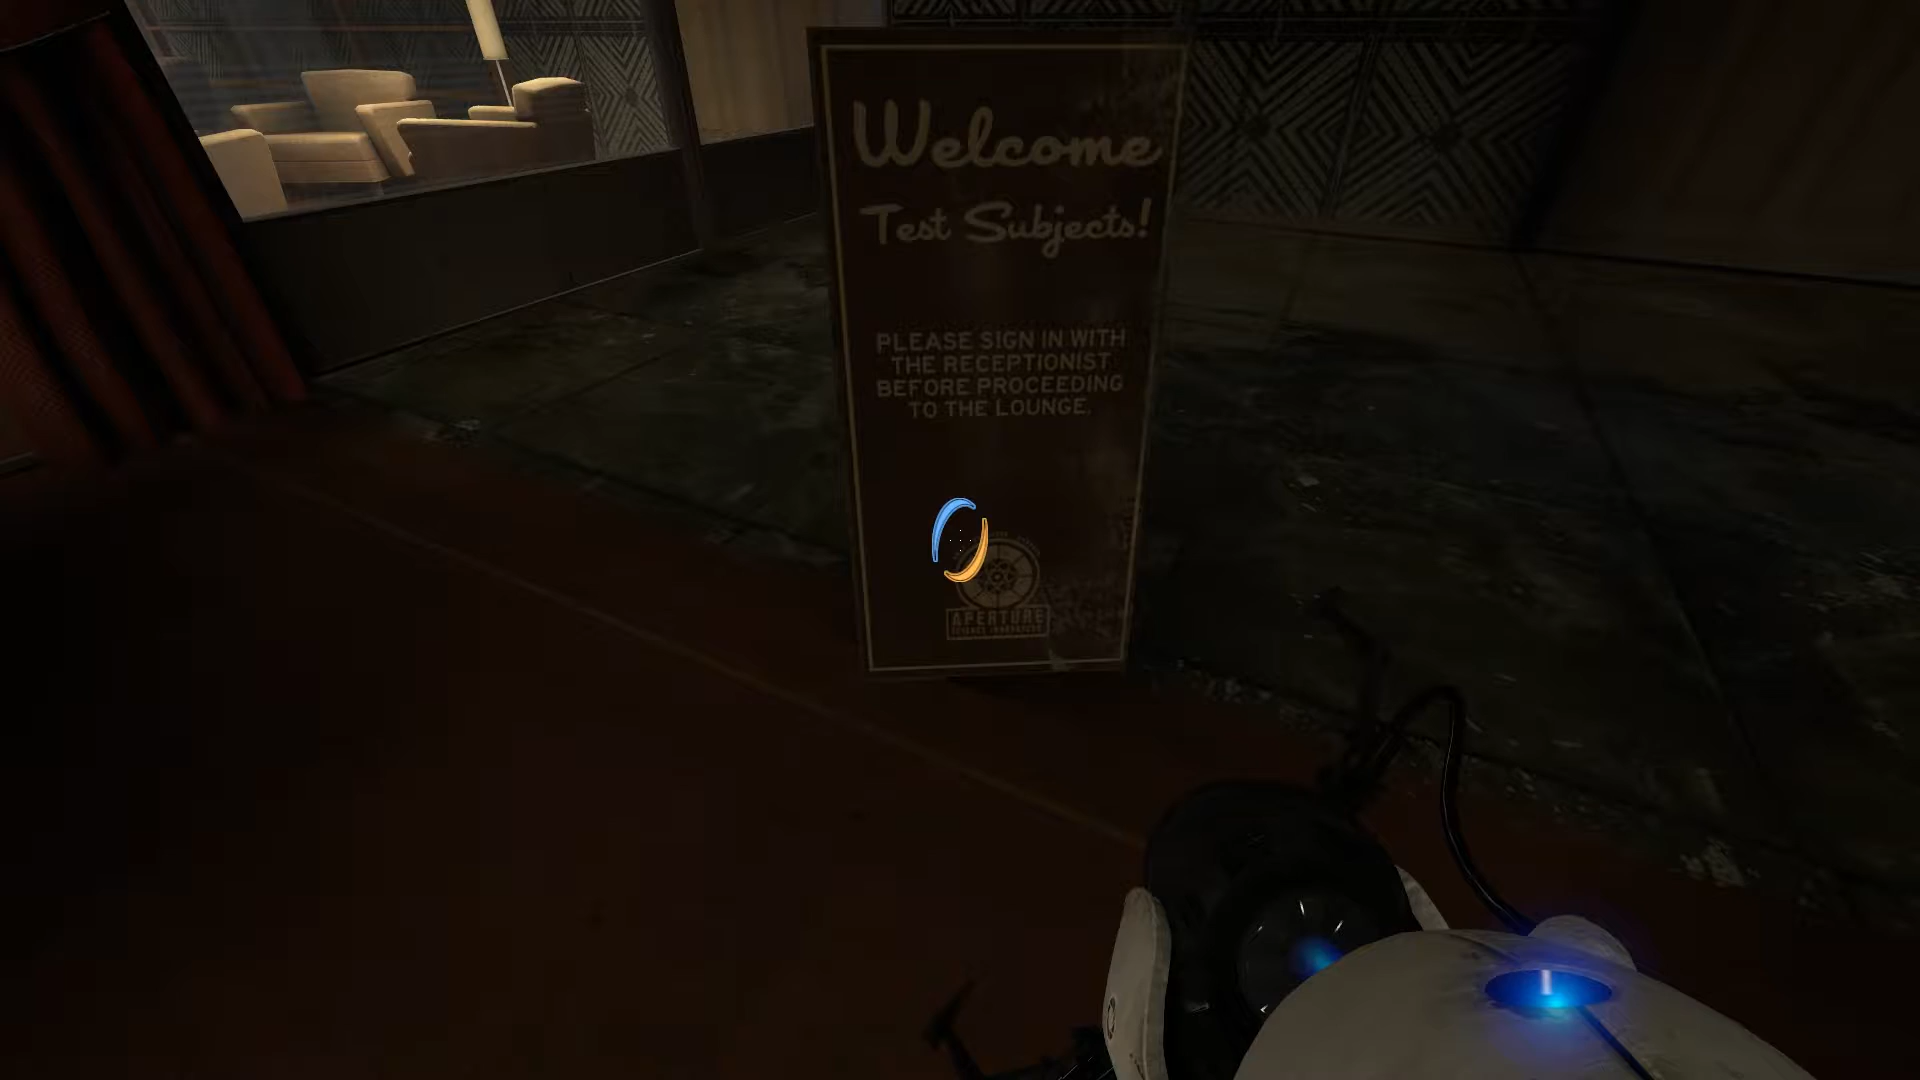 Welcome
Test Subjects!
PLEASE SIGN IN WITH
THE RECEPTIONIST
BEFORE PROCEEDING
TO THE LOUNGE.
APERTURE